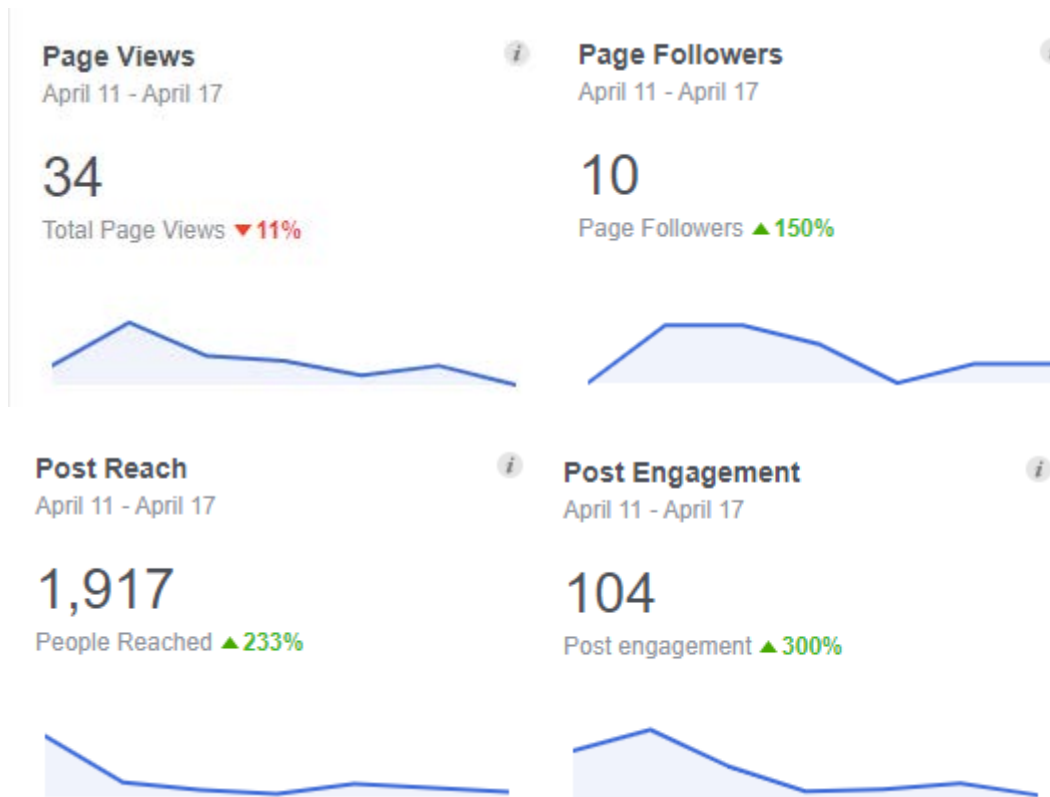 Page Views
April 11 - April 17
34
Total Page Views ▼11%
Page Followers
April 11 - April 17
10
Page Followers ▲150%
Post Reach
April 11 - April 17
1,917
People Reached ▲233%
Post Engagement
April 11 - April 17
104
Post engagement ▲300%